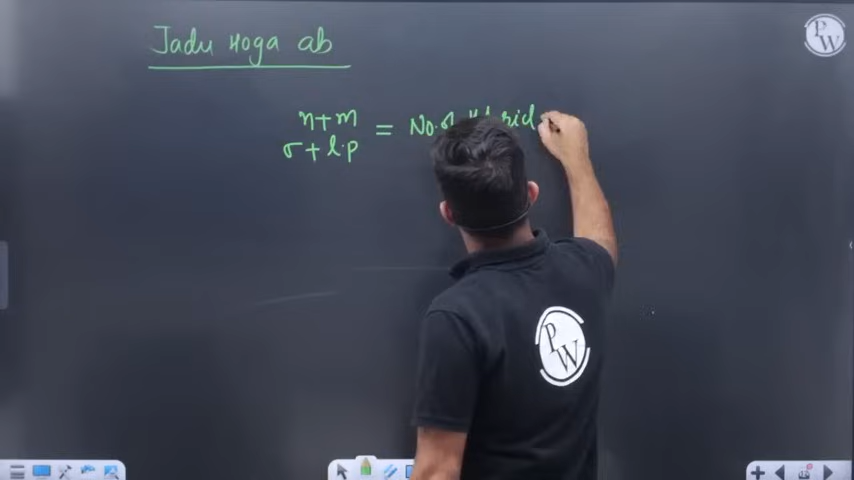 Jadu Hoga ab
PW
n+m
σ+l.p
= No.
PW